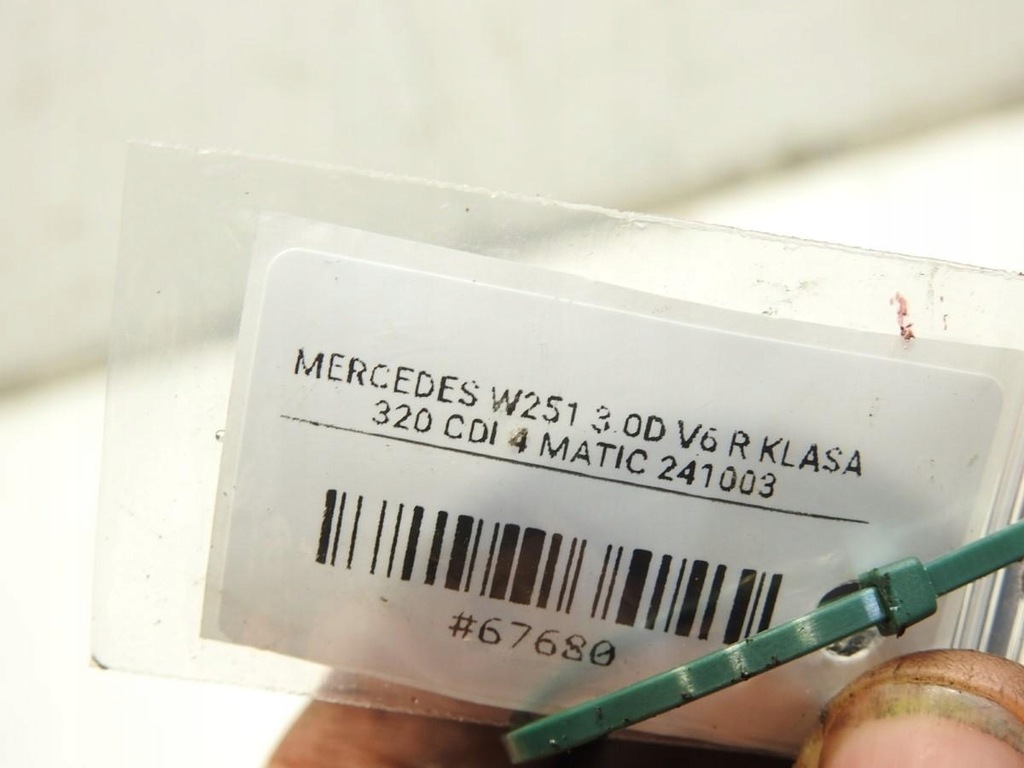 MERCEDES W251 3.0D V6 R KLASA
320 CDI 4 MATIC 241003
#67680